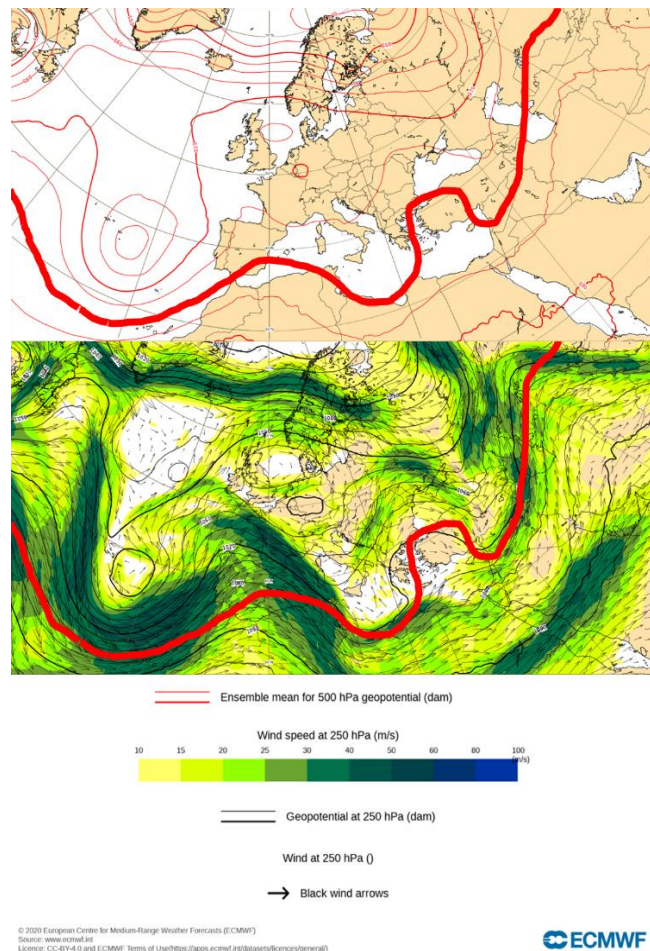 Ensemble mean for 500 hPa geopotential (dam)
Wind speed at 250 hPa (m/s)
10 15 20 25 30 40 50 60 80 100
(m/s)
Geopotential at 250 hPa (dam)
Wind at 250 hPa ()
Black wind arrows
© 2020 European Centre for Medium-Range Weather Forecasts (ECMWF)
Source: www.ecmwf.int
Licence: CC-BY-4.0 and ECMWF Terms of Use(https://apps.ecmwf.int/datasets/licences/general/)
ECMWF